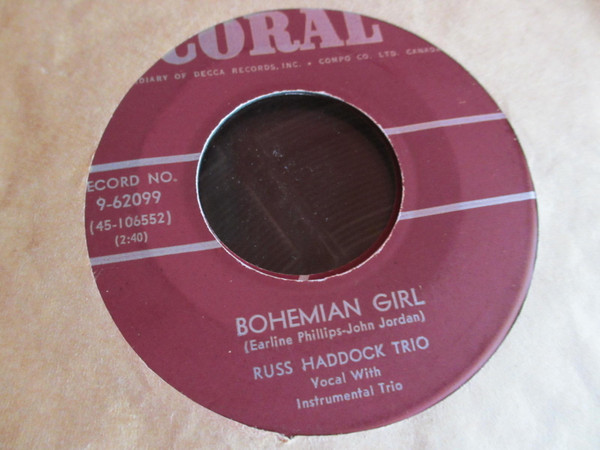 CORAL
DIARY OF DECCA RECORDS, INC. • COMPO CO. LTD. CANADA
ECORD NO.
9-62099
(45-106552)
(2:40)
BOHEMIAN GIRL
(Earline Phillips-John Jordan)
RUSS HADDOCK TRIO
Vocal With
Instrumental Trio